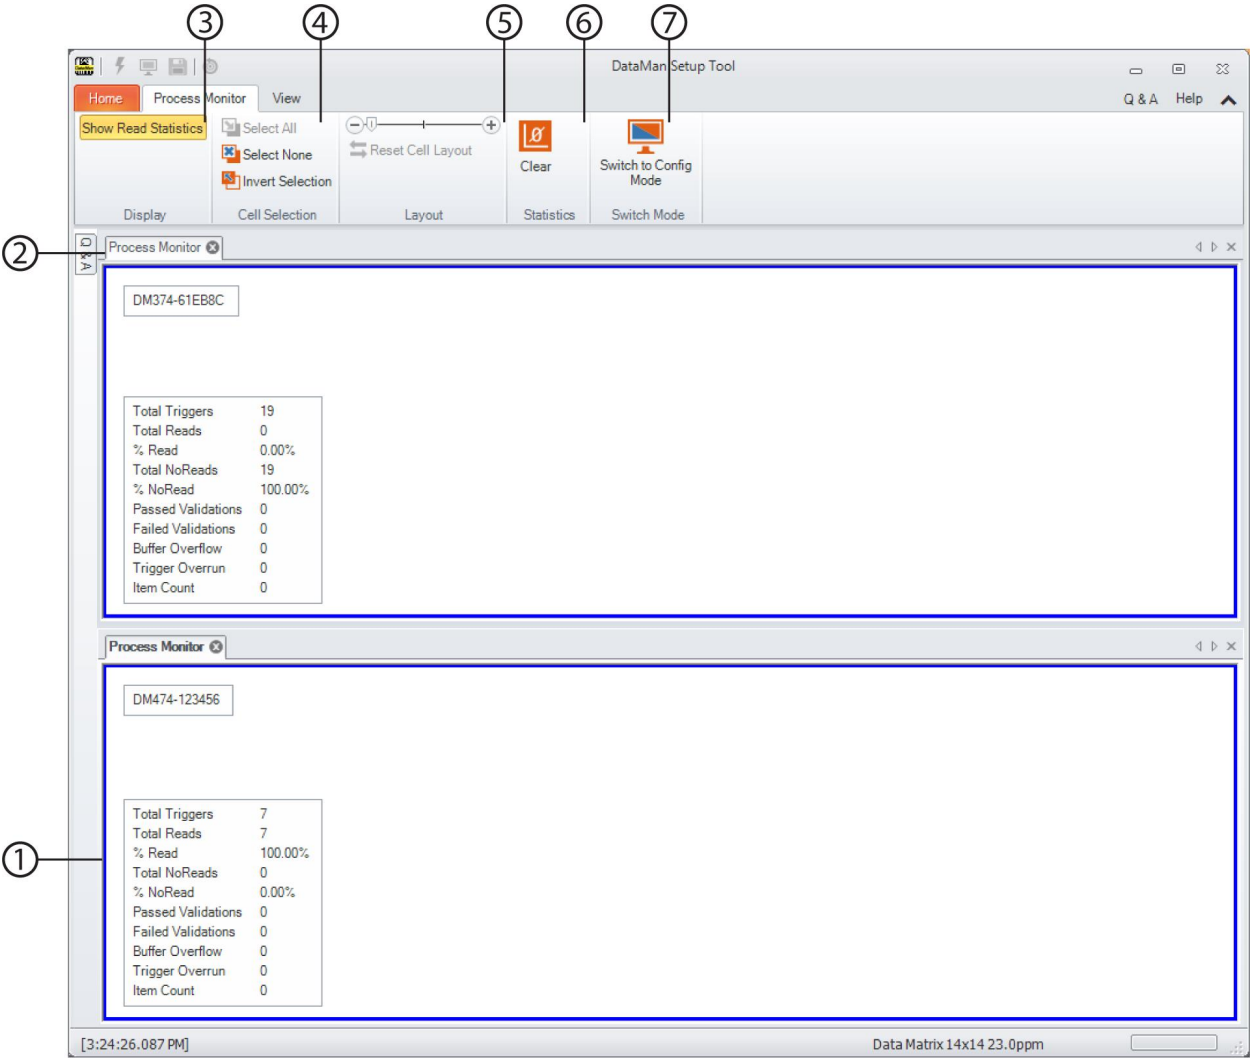 ③ ④ ⑤ ⑥ ⑦
DataMan Setup Tool
Home Process Monitor View Q & A Help
Show Read Statistics
Select All
Select None
Invert Selection
Reset Cell Layout
Clear
Switch to Config
Mode
Display Cell Selection Layout Statistics Switch Mode
②
Q & A
Process Monitor
DM374-61EB8C
Total Triggers 19
Total Reads 0
% Read 0.00%
Total NoReads 19
% NoRead 100.00%
Passed Validations 0
Failed Validations 0
Buffer Overflow 0
Trigger Overrun 0
Item Count 0
Process Monitor
DM474-123456
①
Total Triggers 7
Total Reads 7
% Read 100.00%
Total NoReads 0
% NoRead 0.00%
Passed Validations 0
Failed Validations 0
Buffer Overflow 0
Trigger Overrun 0
Item Count 0
[3:24:26.087 PM] Data Matrix 14x14 23.0ppm